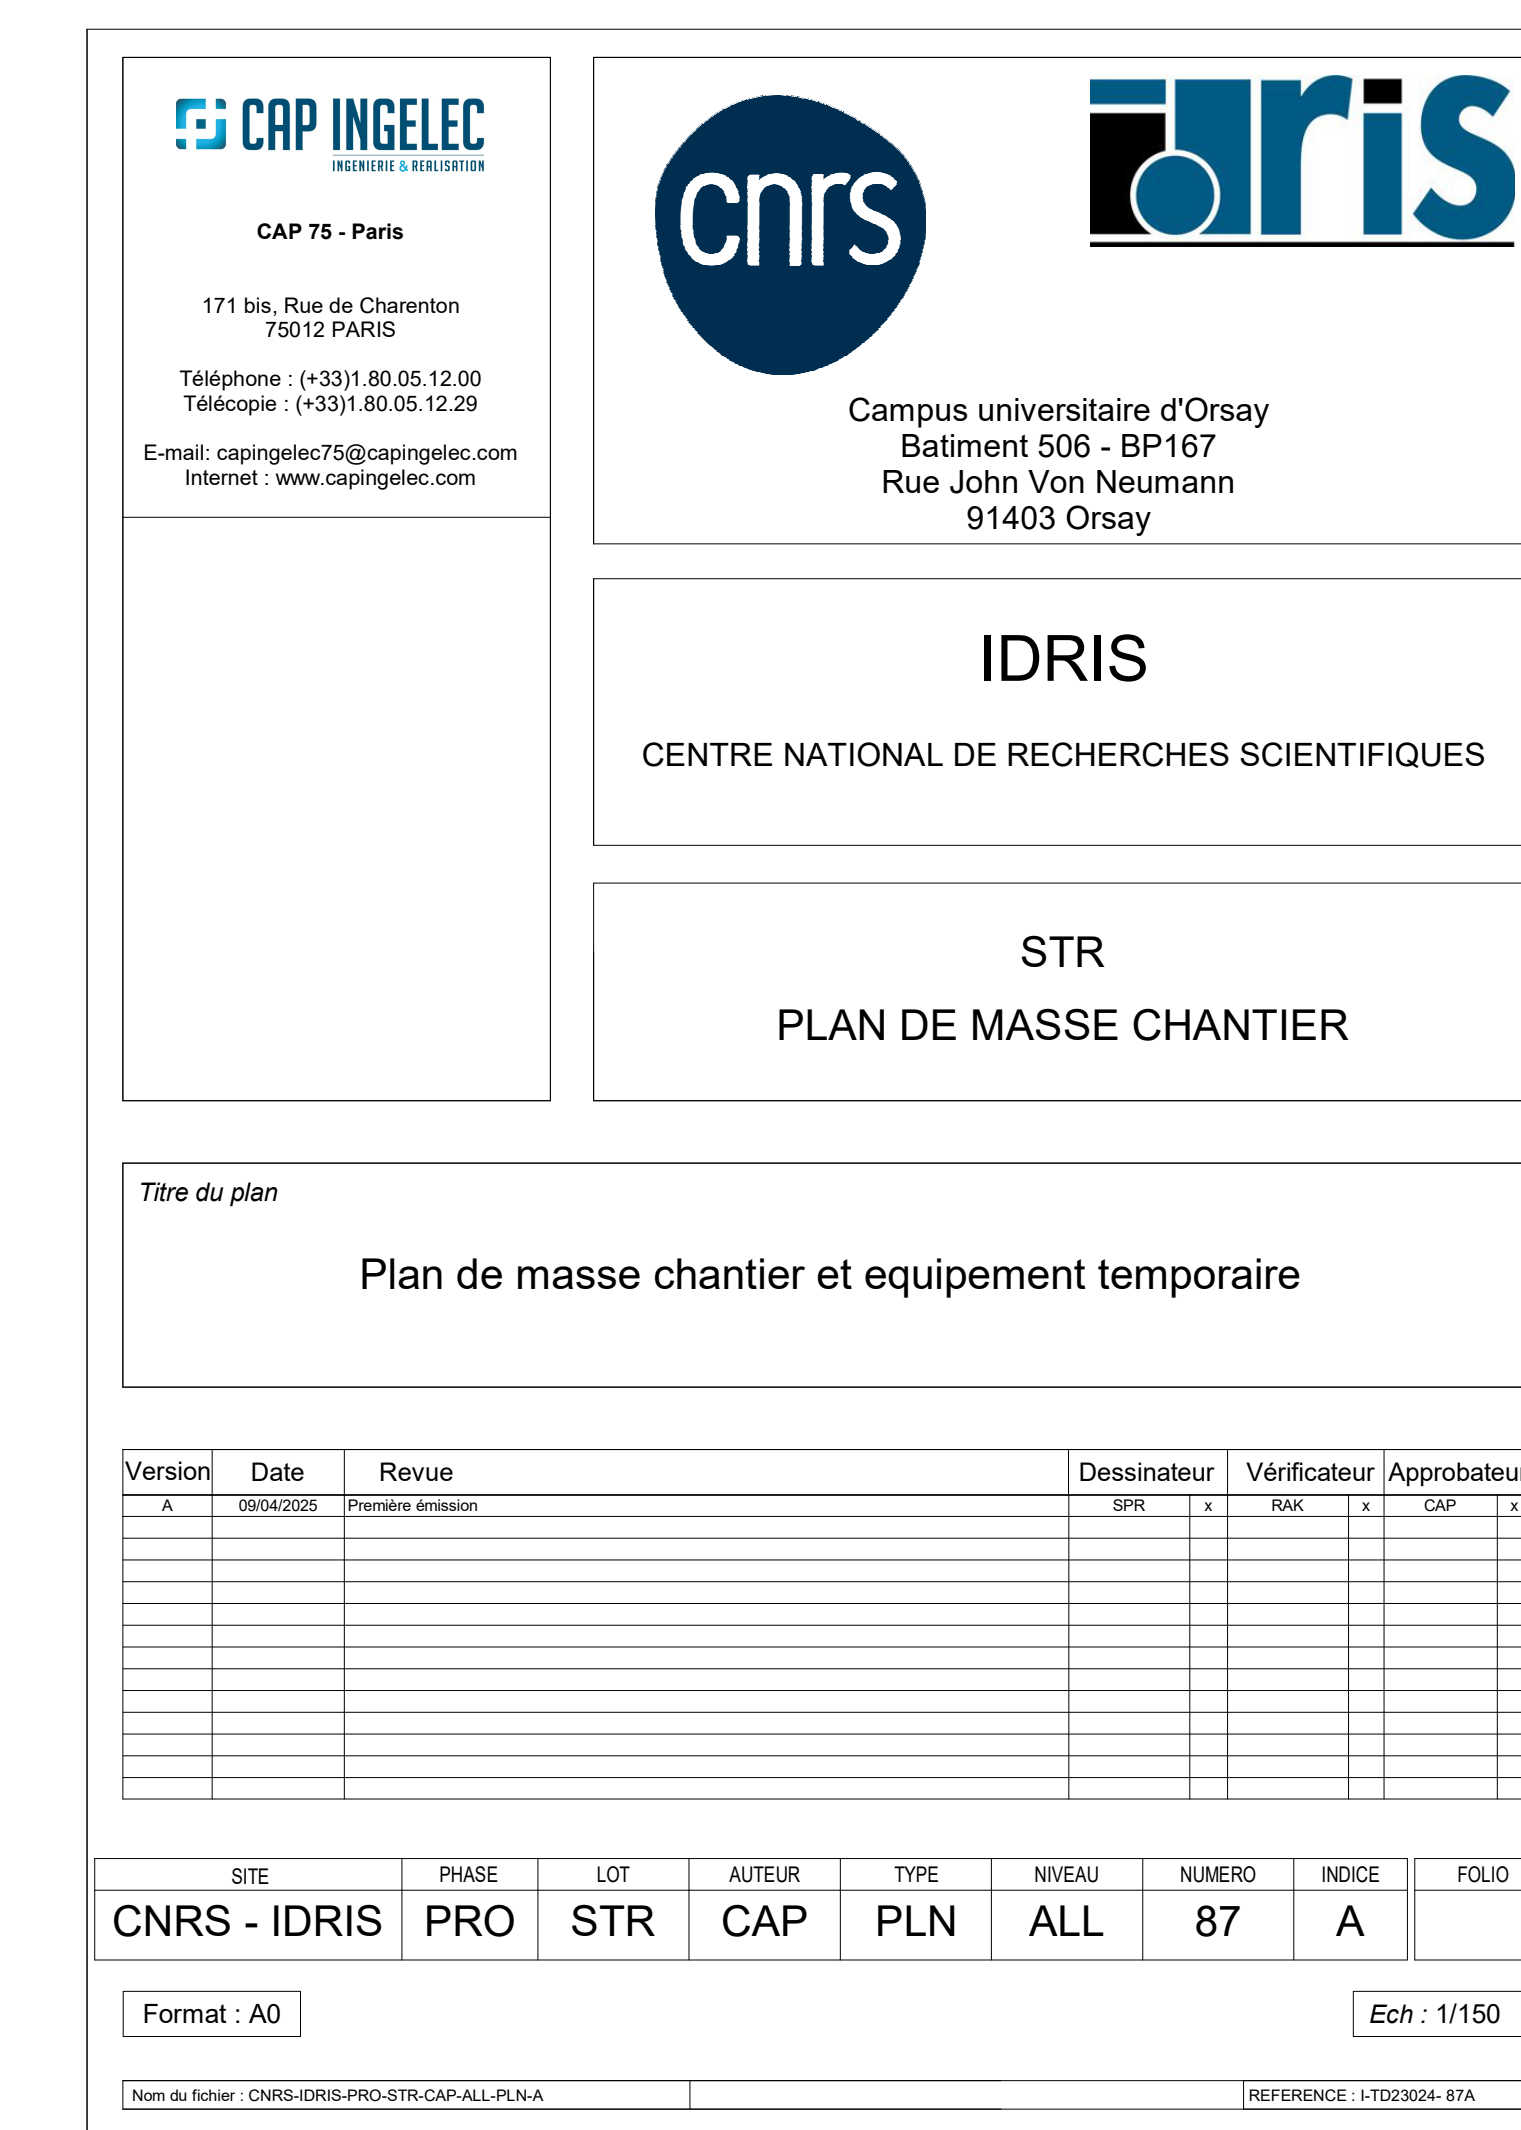 CAP INGELEC
INGENIERIE & REALISATION
CAP 75 - Paris
171 bis, Rue de Charenton
75012 PARIS
Téléphone : (+33)1.80.05.12.00
Télécopie : (+33)1.80.05.12.29
E-mail: capingelec75@capingelec.com
Internet : www.capingelec.com
cnrs
idris
Campus universitaire d'Orsay
Batiment 506 - BP167
Rue John Von Neumann
91403 Orsay
IDRIS
CENTRE NATIONAL DE RECHERCHES SCIENTIFIQUES
STR
PLAN DE MASSE CHANTIER
Titre du plan
Plan de masse chantier et equipement temporaire
Version Date Revue Dessinateur Vérificateur Approbateur
A 09/04/2025 Première émission SPR x RAK x CAP x
SITE PHASE LOT AUTEUR TYPE NIVEAU NUMERO INDICE FOLIO
CNRS - IDRIS PRO STR CAP PLN ALL 87 A
Format : A0
Ech : 1/150
Nom du fichier : CNRS-IDRIS-PRO-STR-CAP-ALL-PLN-A
REFERENCE : I-TD23024- 87A